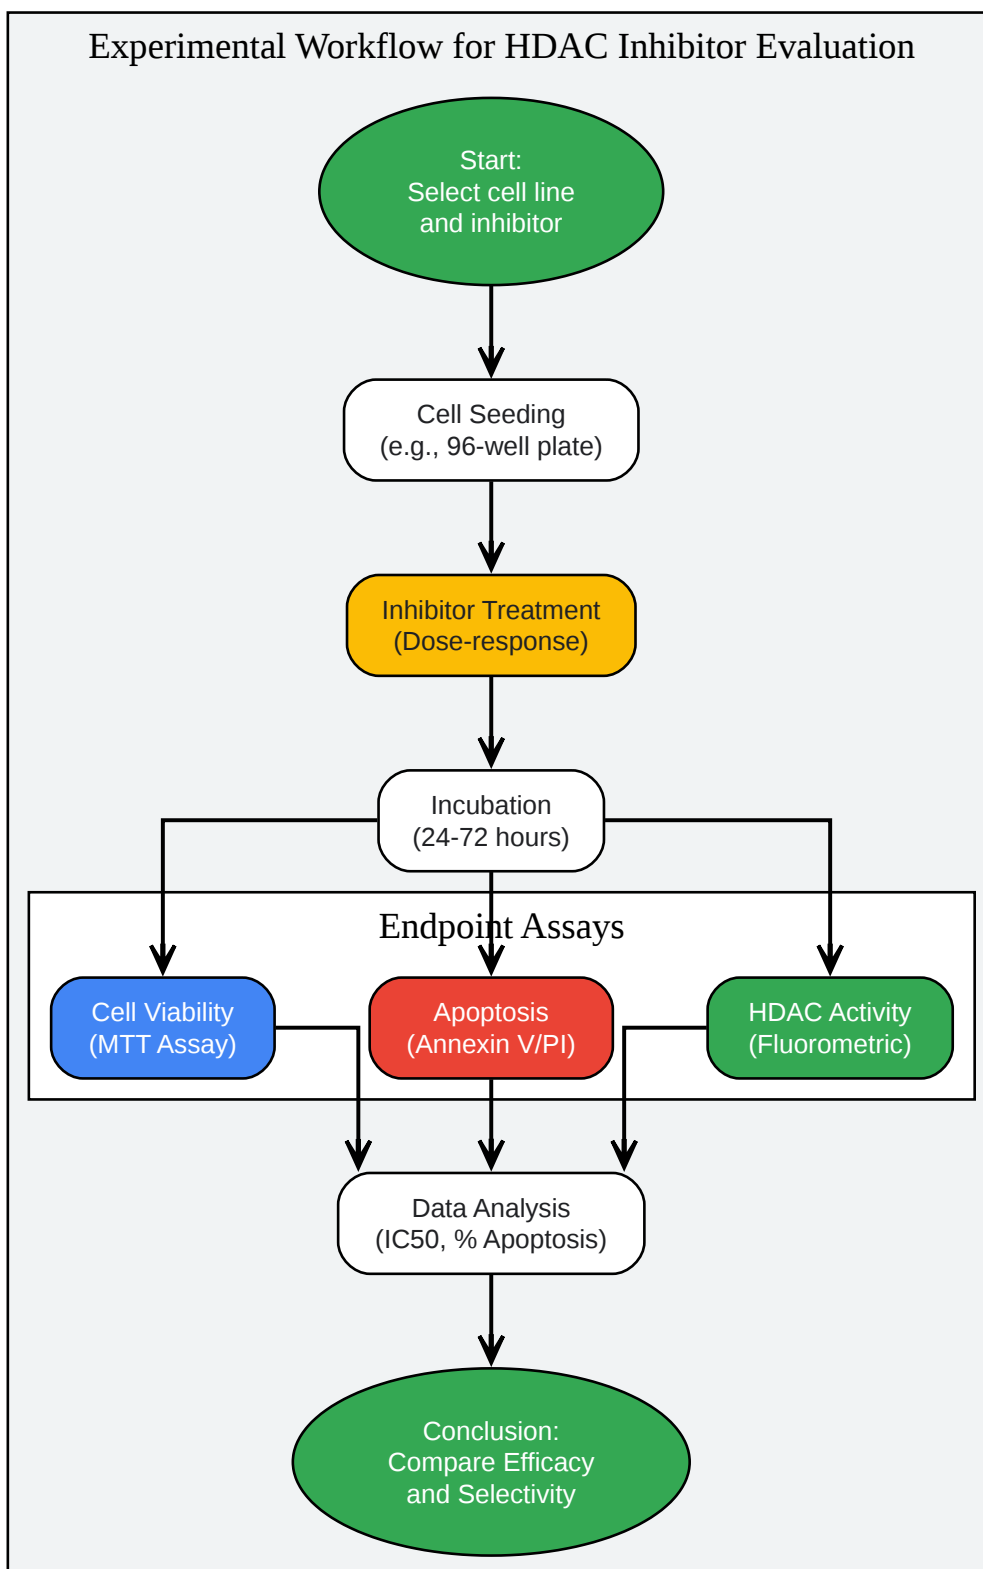 Experimental Workflow for HDAC Inhibitor Evaluation
Start:
Select cell line
and inhibitor
Cell Seeding
(e.g., 96-well plate)
Inhibitor Treatment
(Dose-response)
Incubation
(24-72 hours)
Endpoint Assays
Cell Viability
(MTT Assay)
Apoptosis
(Annexin V/PI)
HDAC Activity
(Fluorometric)
Data Analysis
(IC50, % Apoptosis)
Conclusion:
Compare Efficacy
and Selectivity